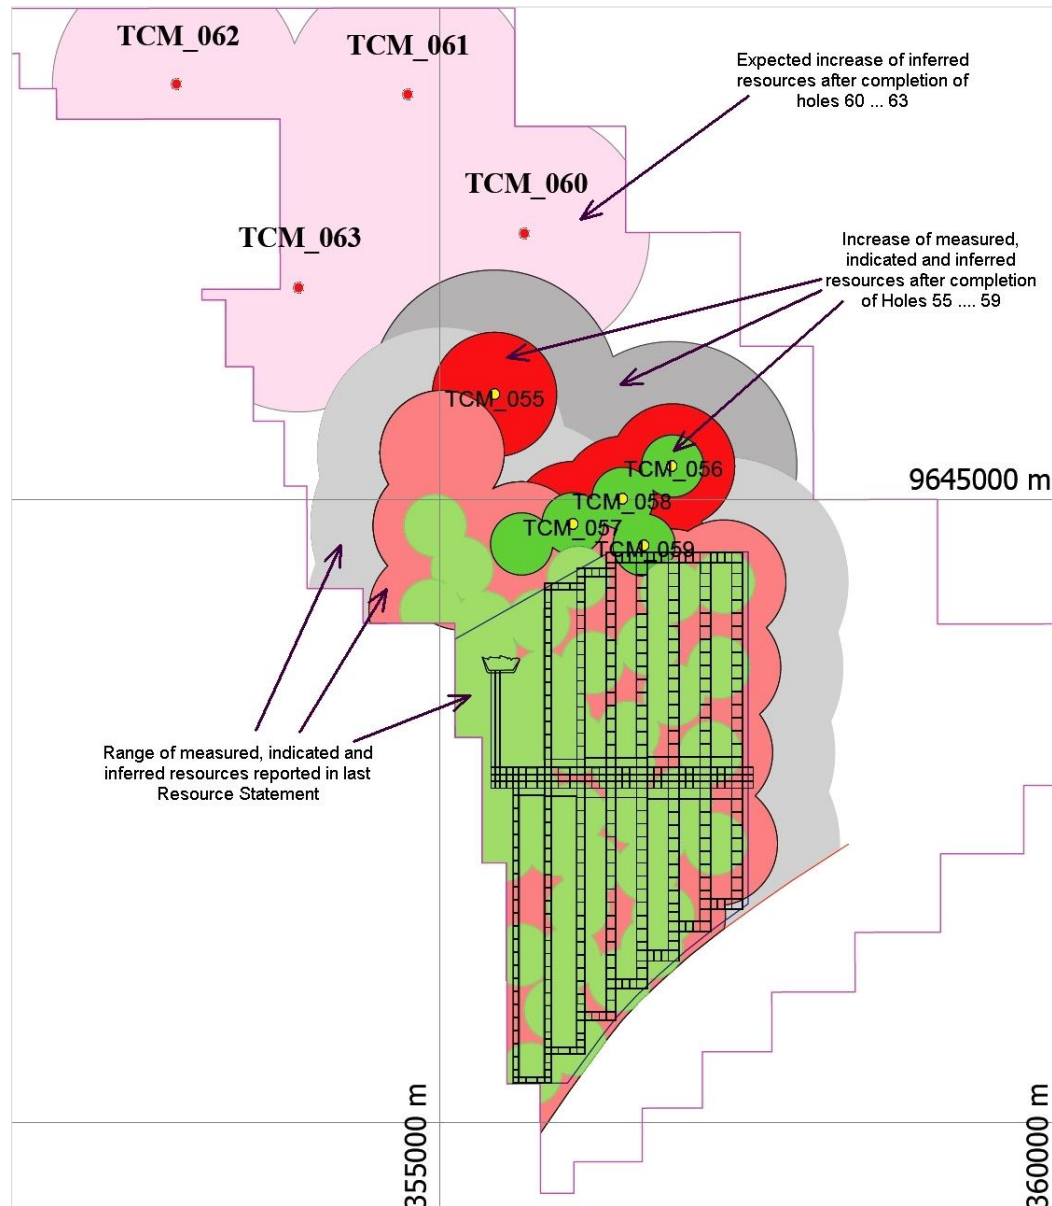 TCM_062
TCM_061
Expected increase of inferred
resources after completion of
holes 60 ... 63
TCM_060
TCM_063
Increase of measured,
indicated and inferred
resources after completion
of Holes 55 .... 59
TCM_055
TCM_056
9645000 m
TCM_058
TCM_057
TCM_059
Range of measured, indicated and
inferred resources reported in last
Resource Statement
355000 m
360000 m